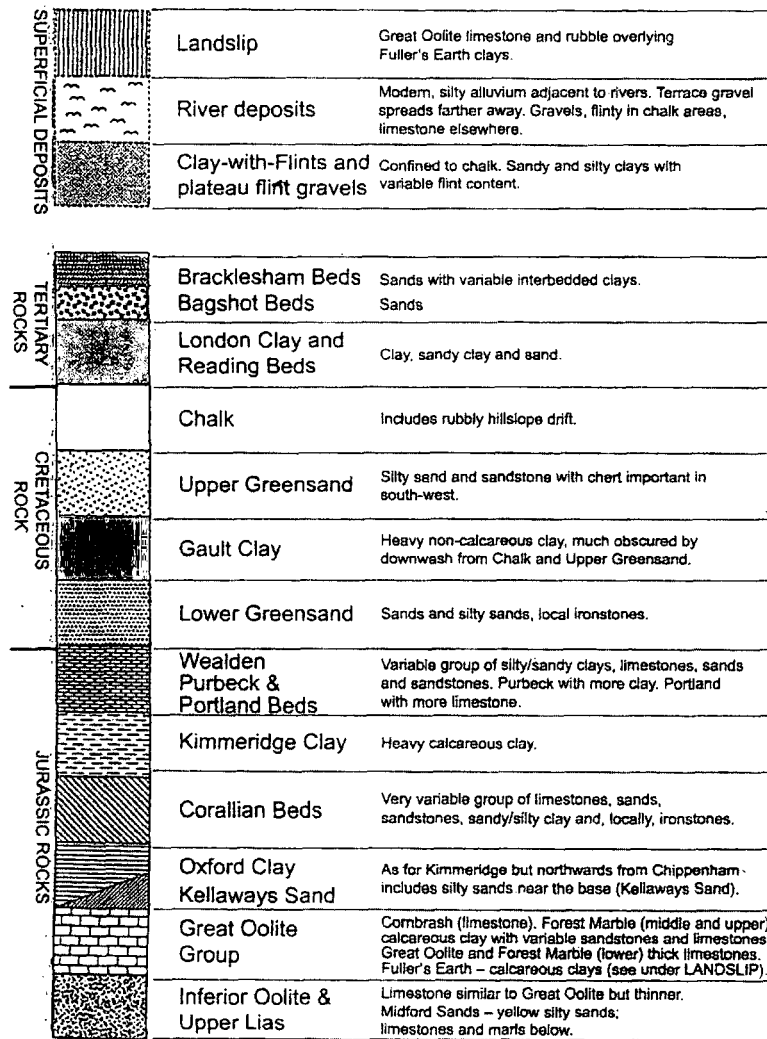 SUPERFICIAL DEPOSITS
Landslip
Great Oolite limestone and rubble overlying
Fuller's Earth clays.
River deposits
Modern, silty alluvium adjacent to rivers. Terrace gravel
spreads farther away. Gravels, flinty in chalk areas,
limestone elsewhere.
Clay-with-Flints and
plateau flint gravels
Confined to chalk. Sandy and silty clays with
variable flint content.
TERTIARY
ROCKS
Bracklesham Beds
Sands with variable interbedded clays.
Bagshot Beds
Sands
London Clay and
Reading Beds
Clay, sandy clay and sand.
CRETACEOUS
ROCK
Chalk
Includes rubbly hillslope drift.
Upper Greensand
Silty sand and sandstone with chert important in
south-west.
Gault Clay
Heavy non-calcareous clay, much obscured by
downwash from Chalk and Upper Greensand.
Lower Greensand
Sands and silty sands, local ironstones.
JURASSIC ROCKS
Wealden
Purbeck &
Portland Beds
Variable group of silty/sandy clays, limestones, sands
and sandstones. Purbeck with more clay. Portland
with more limestone.
Kimmeridge Clay
Heavy calcareous clay.
Corallian Beds
Very variable group of limestones, sands,
sandstones, sandy/silty clay and, locally, ironstones.
Oxford Clay
Kellaways Sand
As for Kimmeridge but northwards from Chippenham
includes silty sands near the base (Kellaways Sand).
Great Oolite
Group
Cornbrash (limestone). Forest Marble (middle and upper)
calcareous clay with variable sandstones and limestones
Great Oolite and Forest Marble (lower) thick limestones.
Fuller's Earth – calcareous clays (see under LANDSLIP).
Inferior Oolite &
Upper Lias
Limestone similar to Great Oolite but thinner.
Midford Sands – yellow silty sands;
limestones and marls below.